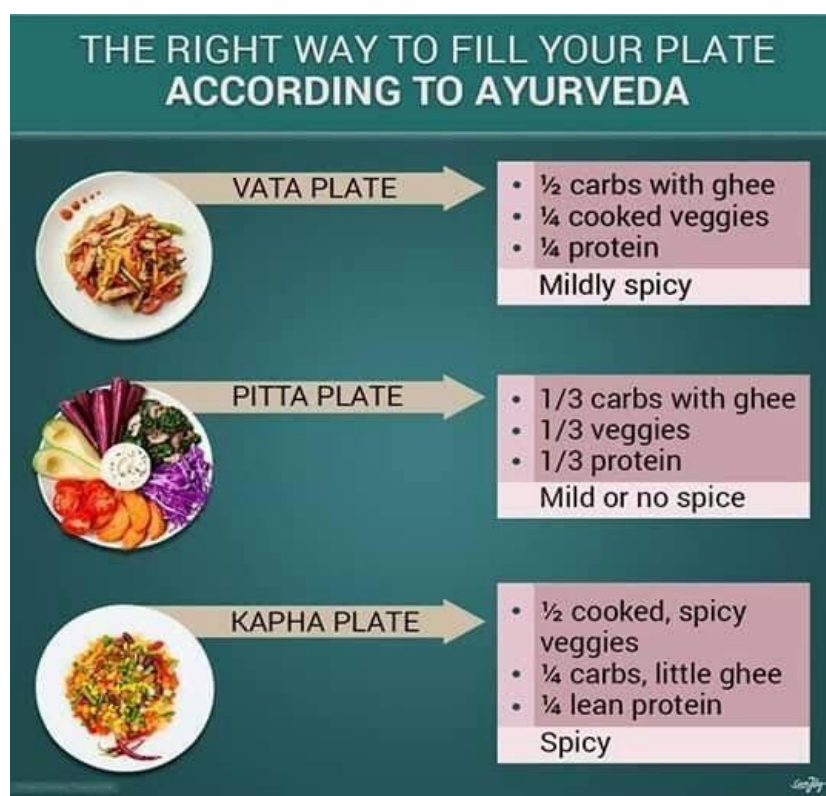 THE RIGHT WAY TO FILL YOUR PLATE
ACCORDING TO AYURVEDA
VATA PLATE
• ½ carbs with ghee
• ¼ cooked veggies
• ¼ protein
Mildly spicy
PITTA PLATE
• 1/3 carbs with ghee
• 1/3 veggies
• 1/3 protein
Mild or no spice
KAPHA PLATE
• ½ cooked, spicy
veggies
• ¼ carbs, little ghee
• ¼ lean protein
Spicy